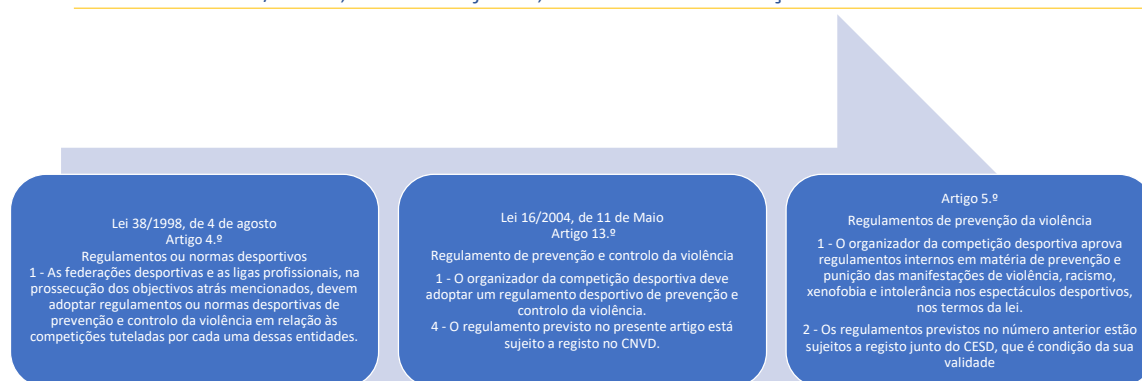 Lei 38/1998, de 4 de agosto
Artigo 4.º
Regulamentos ou normas desportivos
1 - As federações desportivas e as ligas profissionais, na
prossecução dos objectivos atrás mencionados, devem
adoptar regulamentos ou normas desportivas de
prevenção e controlo da violência em relação às
competições tuteladas por cada uma dessas entidades.
Lei 16/2004, de 11 de Maio
Artigo 13.º
Regulamento de prevenção e controlo da violência
1 - O organizador da competição desportiva deve
adoptar um regulamento desportivo de prevenção e
controlo da violência.
4 - O regulamento previsto no presente artigo está
sujeito a registo no CNVD.
Artigo 5.º
Regulamentos de prevenção da violência
1 - O organizador da competição desportiva aprova
regulamentos internos em matéria de prevenção e
punição das manifestações de violência, racismo,
xenofobia e intolerância nos espectáculos desportivos,
nos termos da lei.
2 - Os regulamentos previstos no número anterior estão
sujeitos a registo junto do CESD, que é condição da sua
validade